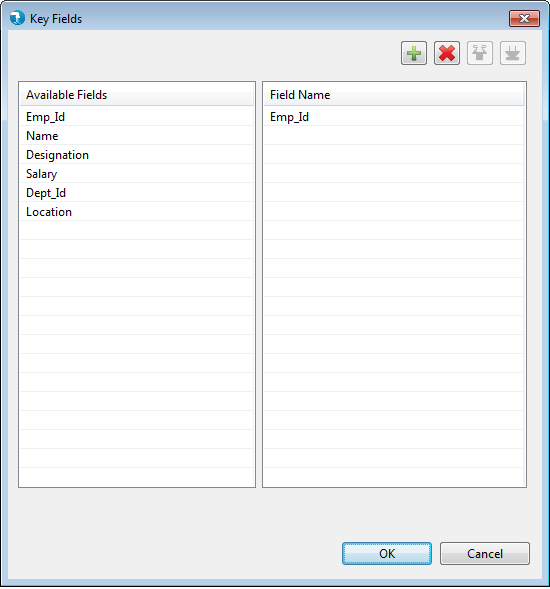 Key Fields
Available Fields
Emp_Id
Name
Designation
Salary
Dept_Id
Location
Field Name
Emp_Id
OK
Cancel